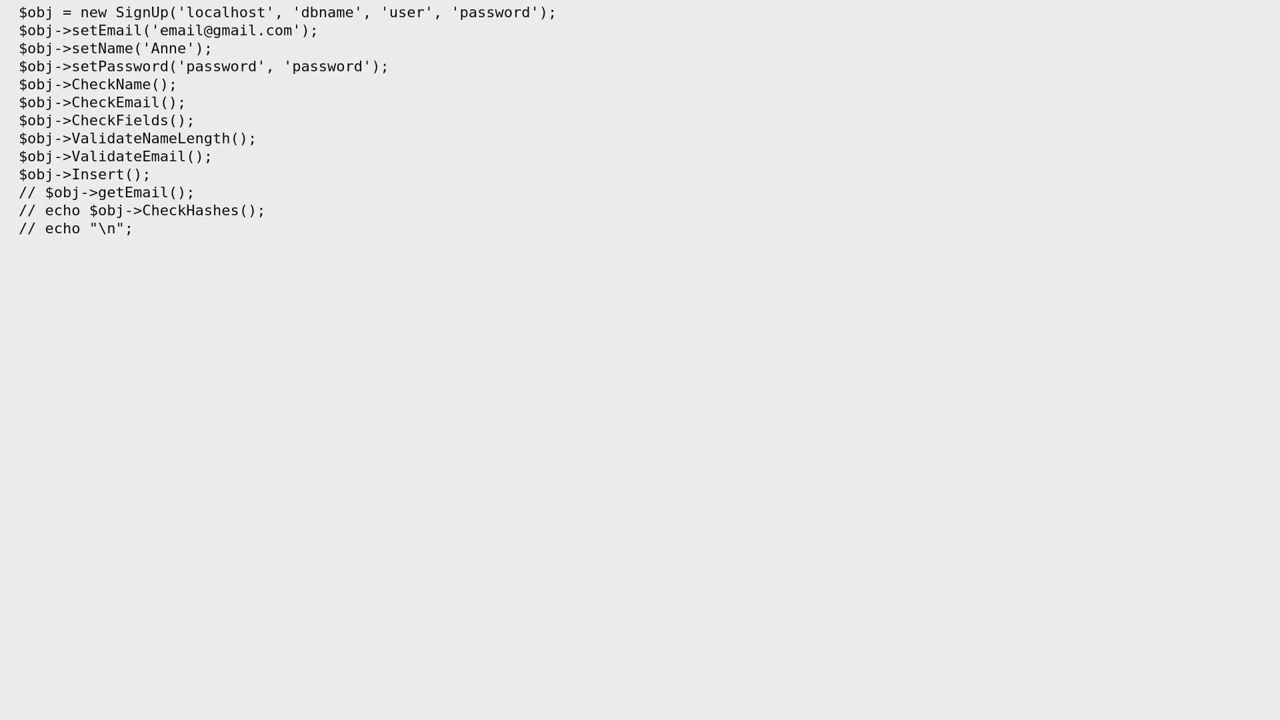 $obj = new SignUp('localhost', 'dbname', 'user', 'password');
$obj->setEmail('email@gmail.com');
$obj->setName('Anne');
$obj->setPassword('password', 'password');
$obj->CheckName();
$obj->CheckEmail();
$obj->CheckFields();
$obj->ValidateNameLength();
$obj->ValidateEmail();
$obj->Insert();
// $obj->getEmail();
// echo $obj->CheckHashes();
// echo "\n";